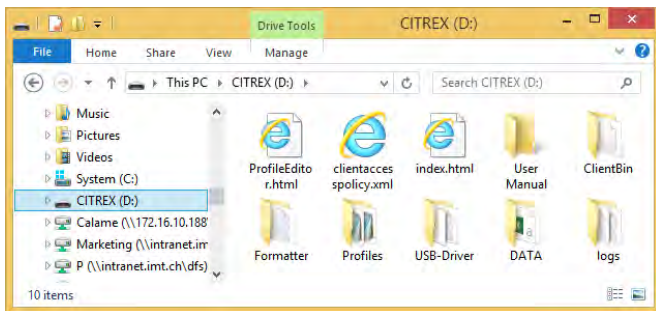 Drive Tools
CITREX (D:)
File
Home
Share
View
Manage
This PC
CITREX (D:)
Search CITREX (D:)
Music
Pictures
Videos
System (C:)
CITREX (D:)
Calame (\\172.16.10.188'
Marketing (\\intranet.im
P (\\intranet.imt.ch\dfs)
ProfileEdito
r.html
clientacces
spolicy.xml
index.html
User
Manual
ClientBin
Formatter
Profiles
USB-Driver
DATA
logs
10 items